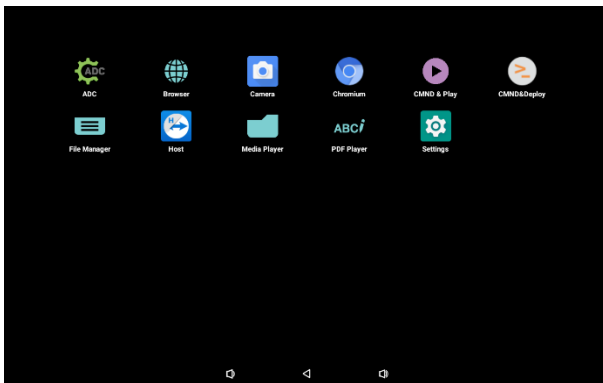 ADC
ADC
Browser
Camera
Chromium
CMND & Play
CMND&Deploy
H
ABCi
File Manager
Host
Media Player
PDF Player
Settings